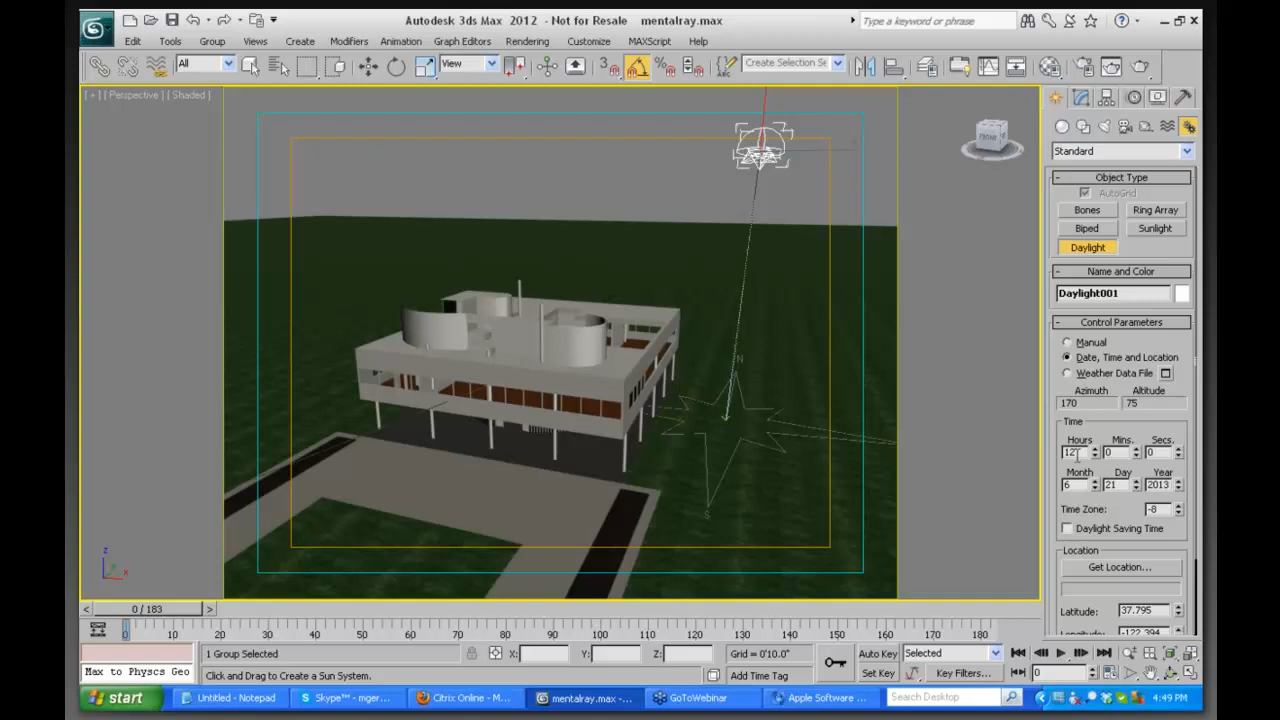 Autodesk 3ds Max 2012 - Not for Resale mentalray.max
Type a keyword or phrase
Edit Tools Group Views Create Modifiers Animation Graph Editors Rendering Customize MAXScript Help
All View 3 Create Selection Se
[ + ] [ Perspective ] [ Shaded ]
FRONT
Standard
- Object Type
AutoGrid
Bones Ring Array
Biped Sunlight
Daylight
- Name and Color
Daylight001
- Control Parameters
Manual
Date, Time and Location
Weather Data File
Azimuth Altitude
170 75
Time
Hours Mins. Secs.
12 0 0
Month Day Year
6 21 2013
Time Zone: -8
Daylight Saving Time
Location
Get Location...
Latitude: 37.795
-122.394
N
S
z
x
< 0 / 183 >
0 10 20 30 40 50 60 70 80 90 100 110 120 130 140 150 160 170 180
1 Group Selected X: Y: Z: Grid = 0'10.0" Auto Key Selected
Max to Physics Geo Click and Drag to Create a Sun System. Add Time Tag Set Key Key Filters... 0
start Untitled - Notepad Skype™ - mger... Citrix Online - M... mentalray.max -... GoToWebinar Apple Software ... Search Desktop 4:49 PM